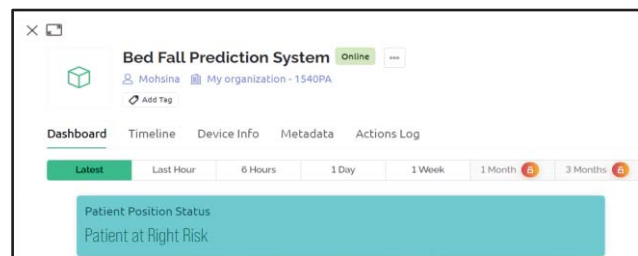 Bed Fall Prediction System Online
Mohsina My organization - 1540PA
Add Tag
Dashboard Timeline Device Info Metadata Actions Log
Latest Last Hour 6 Hours 1 Day 1 Week 1 Month 3 Months
Patient Position Status
Patient at Right Risk